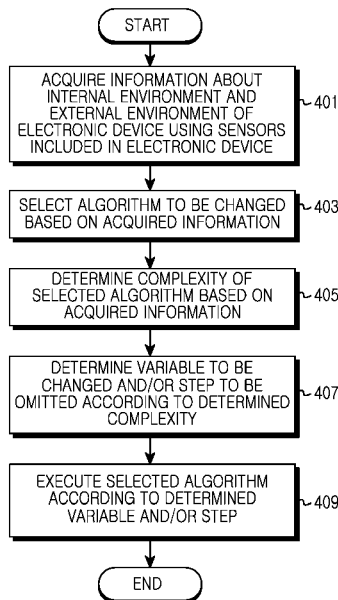 START
ACQUIRE INFORMATION ABOUT
INTERNAL ENVIRONMENT AND
EXTERNAL ENVIRONMENT OF
ELECTRONIC DEVICE USING SENSORS
INCLUDED IN ELECTRONIC DEVICE
401
SELECT ALGORITHM TO BE CHANGED
BASED ON ACQUIRED INFORMATION
403
DETERMINE COMPLEXITY OF
SELECTED ALGORITHM BASED ON
ACQUIRED INFORMATION
405
DETERMINE VARIABLE TO BE
CHANGED AND/OR STEP TO BE
OMITTED ACCORDING TO DETERMINED
COMPLEXITY
407
EXECUTE SELECTED ALGORITHM
ACCORDING TO DETERMINED
VARIABLE AND/OR STEP
409
END